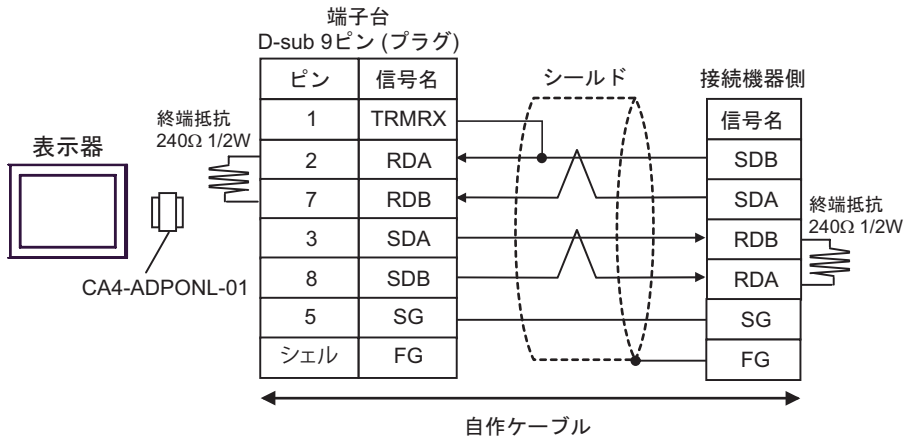 端子台
D-sub 9ピン (プラグ)
ピン 信号名
1 TRMRX
2 RDA
7 RDB
3 SDA
8 SDB
5 SG
シェル FG
シールド
接続機器側
信号名
SDB
SDA
RDB
RDA
SG
FG
終端抵抗
240Ω 1/2W
表示器
CA4-ADPONL-01
終端抵抗
240Ω 1/2W
自作ケーブル